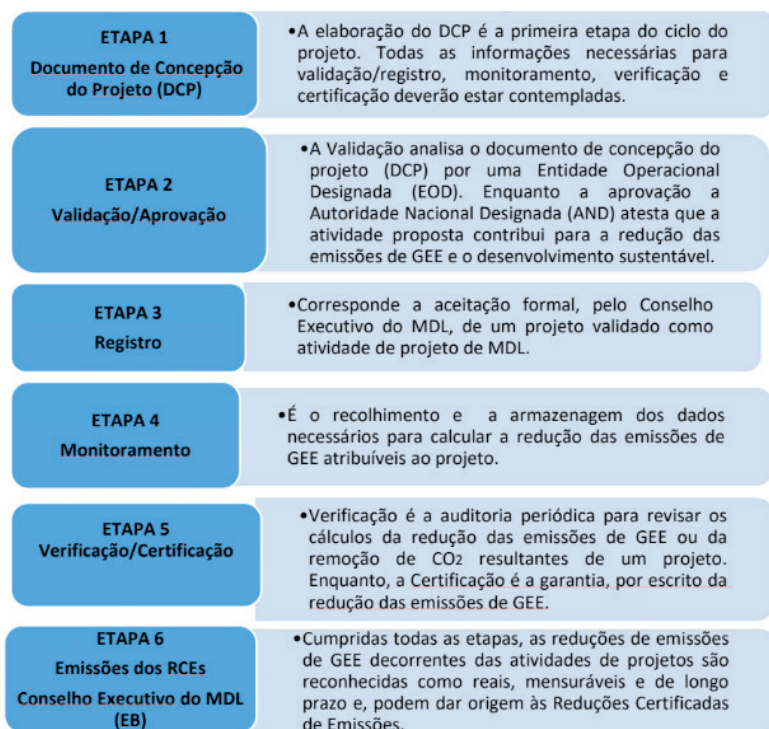 ETAPA 1
Documento de Concepção
do Projeto (DCP)
•A elaboração do DCP é a primeira etapa do ciclo do
projeto. Todas as informações necessárias para
validação/registro, monitoramento, verificação e
certificação deverão estar contempladas.
ETAPA 2
Validação/Aprovação
•A Validação analisa o documento de concepção do
projeto (DCP) por uma Entidade Operacional
Designada (EOD). Enquanto a aprovação a
Autoridade Nacional Designada (AND) atesta que a
atividade proposta contribui para a redução das
emissões de GEE e o desenvolvimento sustentável.
ETAPA 3
Registro
•Corresponde a aceitação formal, pelo Conselho
Executivo do MDL, de um projeto validado como
atividade de projeto de MDL.
ETAPA 4
Monitoramento
•É o recolhimento e a armazenagem dos dados
necessários para calcular a redução das emissões de
GEE atribuíveis ao projeto.
ETAPA 5
Verificação/Certificação
•Verificação é a auditoria periódica para revisar os
cálculos da redução das emissões de GEE ou da
remoção de CO2 resultantes de um projeto.
Enquanto, a Certificação é a garantia, por escrito da
redução das emissões de GEE.
ETAPA 6
Emissões dos RCEs
Conselho Executivo do MDL
(EB)
•Cumpridas todas as etapas, as reduções de emissões
de GEE decorrentes das atividades de projetos são
reconhecidas como reais, mensuráveis e de longo
prazo e, podem dar origem às Reduções Certificadas
de Emissões.